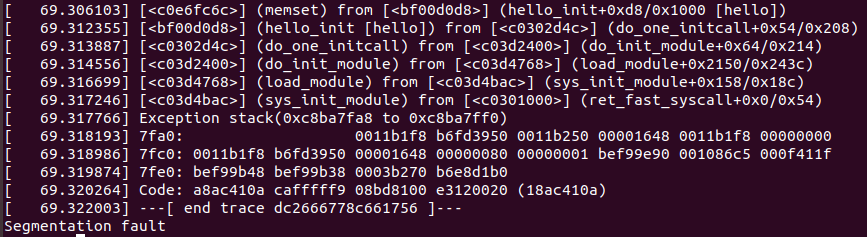 [   69.306103] [<c0e6fc6c>] (memset) from [<bf00d0d8>] (hello_init+0xd8/0x1000 [hello])
[   69.312355] [<bf00d0d8>] (hello_init [hello]) from [<c0302d4c>] (do_one_initcall+0x54/0x208)
[   69.313887] [<c0302d4c>] (do_one_initcall) from [<c03d2400>] (do_init_module+0x64/0x214)
[   69.314556] [<c03d2400>] (do_init_module) from [<c03d4768>] (load_module+0x2150/0x243c)
[   69.316699] [<c03d4768>] (load_module) from [<c03d4bac>] (sys_init_module+0x158/0x18c)
[   69.317246] [<c03d4bac>] (sys_init_module) from [<c0301000>] (ret_fast_syscall+0x0/0x54)
[   69.317766] Exception stack(0xc8ba7fa8 to 0xc8ba7ff0)
[   69.318193] 7fa0:                   0011b1f8 b6fd3950 0011b250 00001648 0011b1f8 00000000
[   69.318986] 7fc0: 0011b1f8 b6fd3950 00001648 00000080 00000001 bef99e90 001086c5 000f411f
[   69.319874] 7fe0: bef99b48 bef99b38 0003b270 b6e8d1b0
[   69.320264] Code: a8ac410a cafffff9 08bd8100 e3120020 (18ac410a)
[   69.322003] ---[ end trace dc2666778c661756 ]---
Segmentation fault